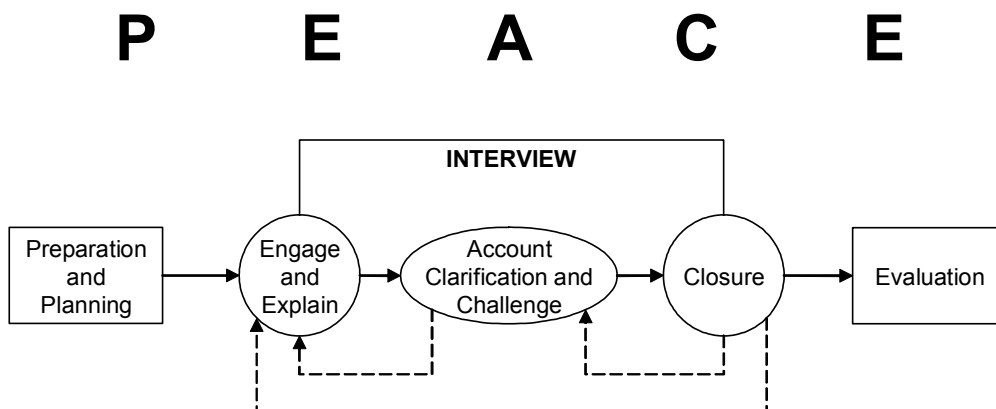 P E A C E
INTERVIEW
Preparation
and
Planning
Engage
and
Explain
Account
Clarification and
Challenge
Closure
Evaluation